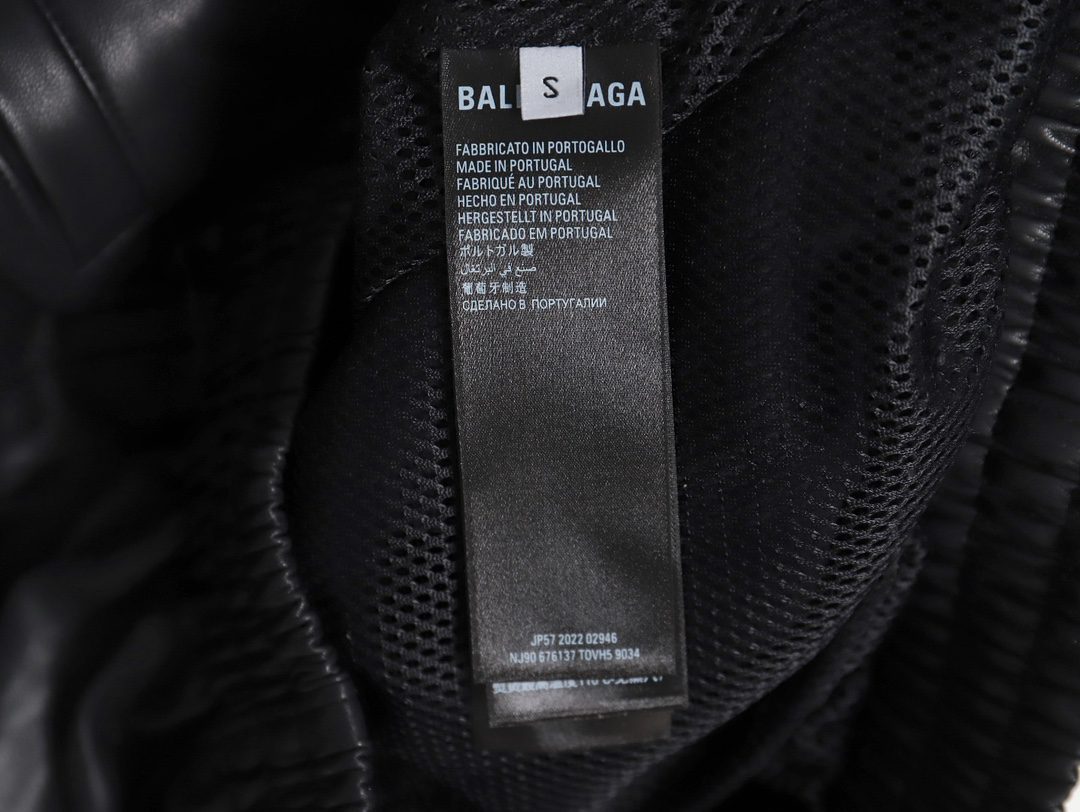 S
BAL AGA
FABBRICATO IN PORTOGALLO
MADE IN PORTUGAL
FABRIQUÉ AU PORTUGAL
HECHO EN PORTUGAL
HERGESTELLT IN PORTUGAL
FABRICADO EM PORTUGAL
ポルトガル製
صنع في البرتغال
葡萄牙制造
СДЕЛАНО В ПОРТУГАЛИИ
JP57 2022 02946
NJ90 676137 TOVH5 9034